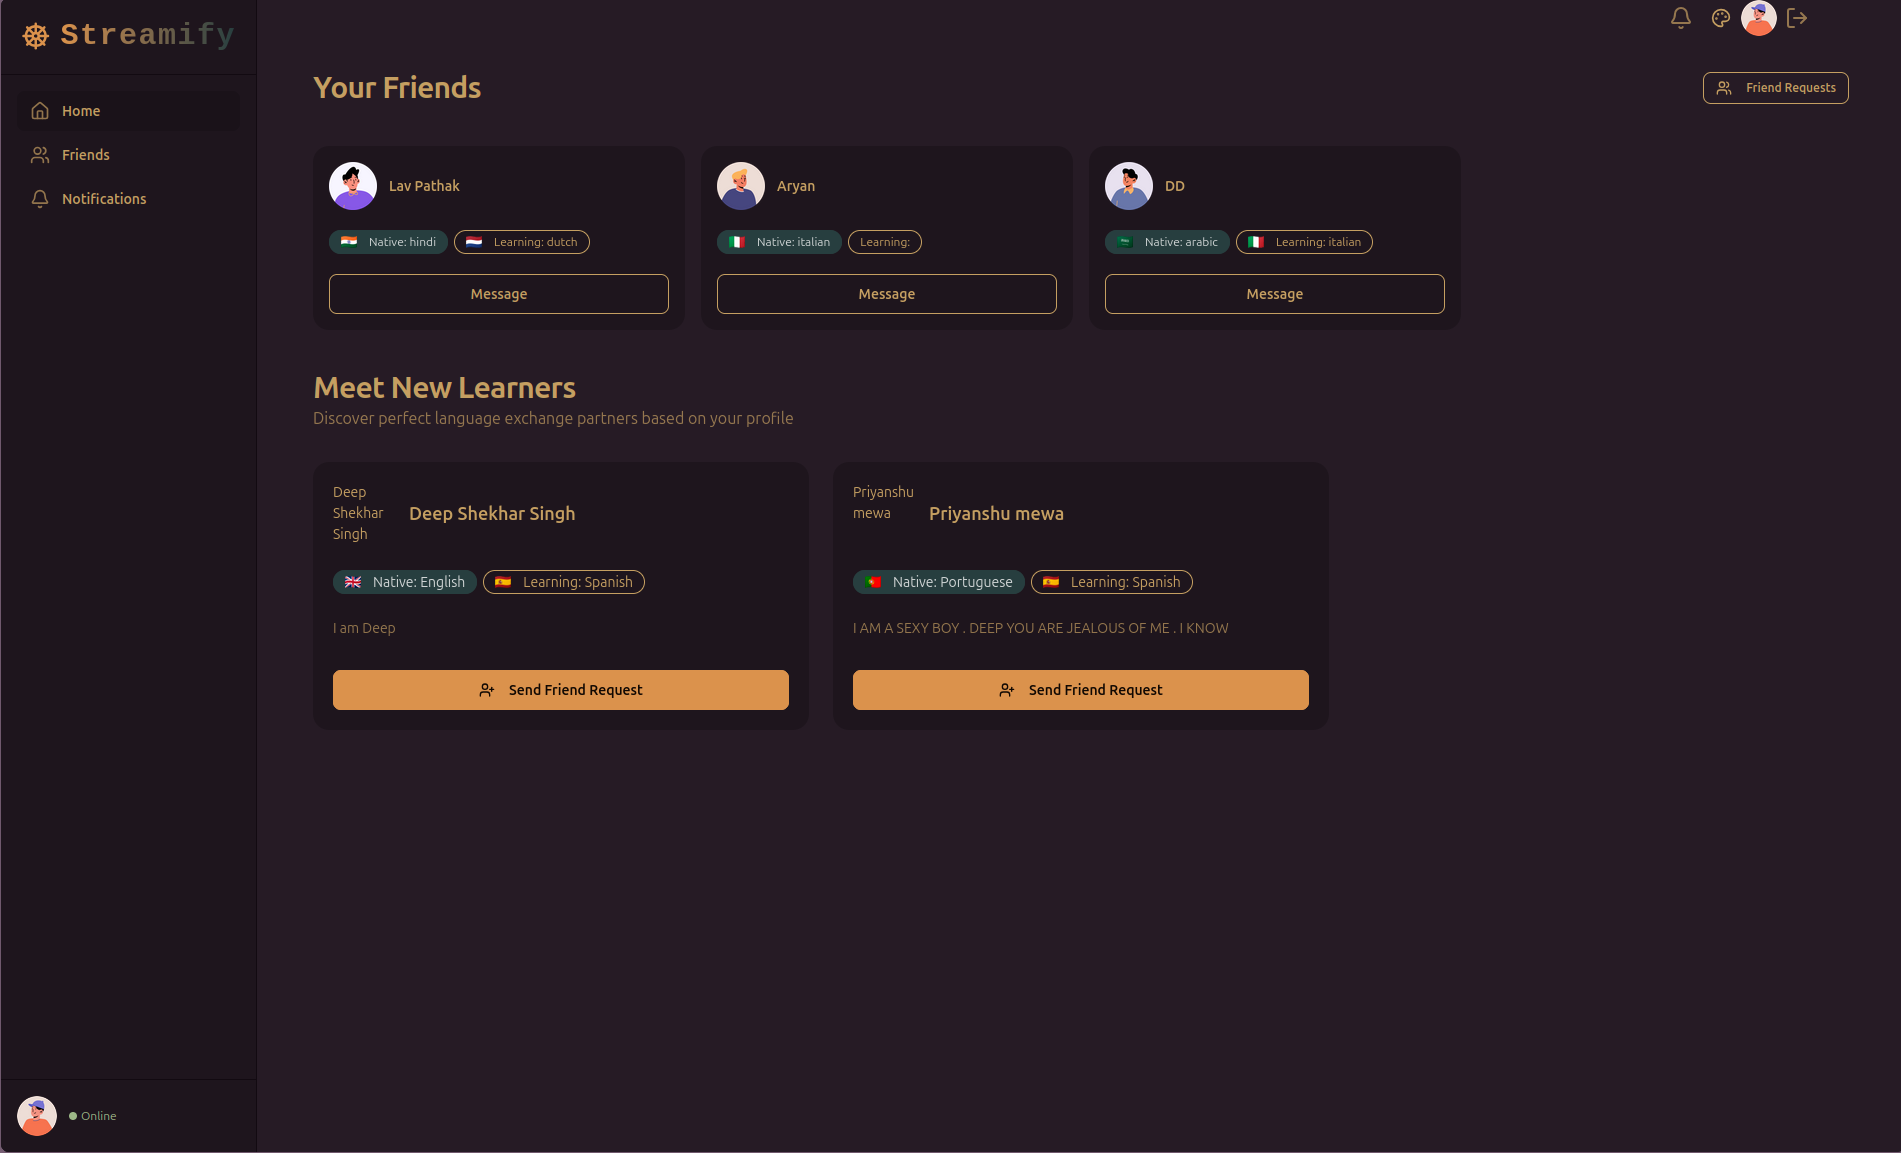 Streamify
Home
Friends
Notifications
Online
Your Friends
Friend Requests
Lav Pathak
Native: hindi
Learning: dutch
Message
Aryan
Native: italian
Learning:
Message
DD
Native: arabic
Learning: italian
Message
Meet New Learners
Discover perfect language exchange partners based on your profile
Deep
Shekhar
Singh
Deep Shekhar Singh
Native: English
Learning: Spanish
I am Deep
Send Friend Request
Priyanshu
mewa
Priyanshu mewa
Native: Portuguese
Learning: Spanish
I AM A SEXY BOY . DEEP YOU ARE JEALOUS OF ME . I KNOW
Send Friend Request